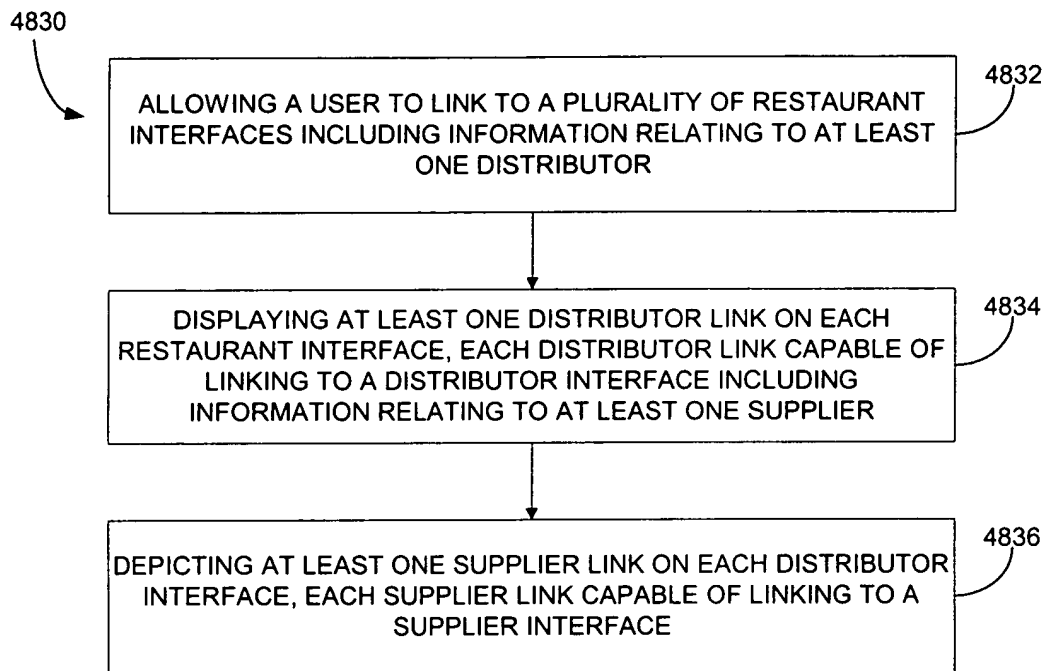 4830
4832
ALLOWING A USER TO LINK TO A PLURALITY OF RESTAURANT
INTERFACES INCLUDING INFORMATION RELATING TO AT LEAST
ONE DISTRIBUTOR
4834
DISPLAYING AT LEAST ONE DISTRIBUTOR LINK ON EACH
RESTAURANT INTERFACE, EACH DISTRIBUTOR LINK CAPABLE OF
LINKING TO A DISTRIBUTOR INTERFACE INCLUDING
INFORMATION RELATING TO AT LEAST ONE SUPPLIER
4836
DEPICTING AT LEAST ONE SUPPLIER LINK ON EACH DISTRIBUTOR
INTERFACE, EACH SUPPLIER LINK CAPABLE OF LINKING TO A
SUPPLIER INTERFACE